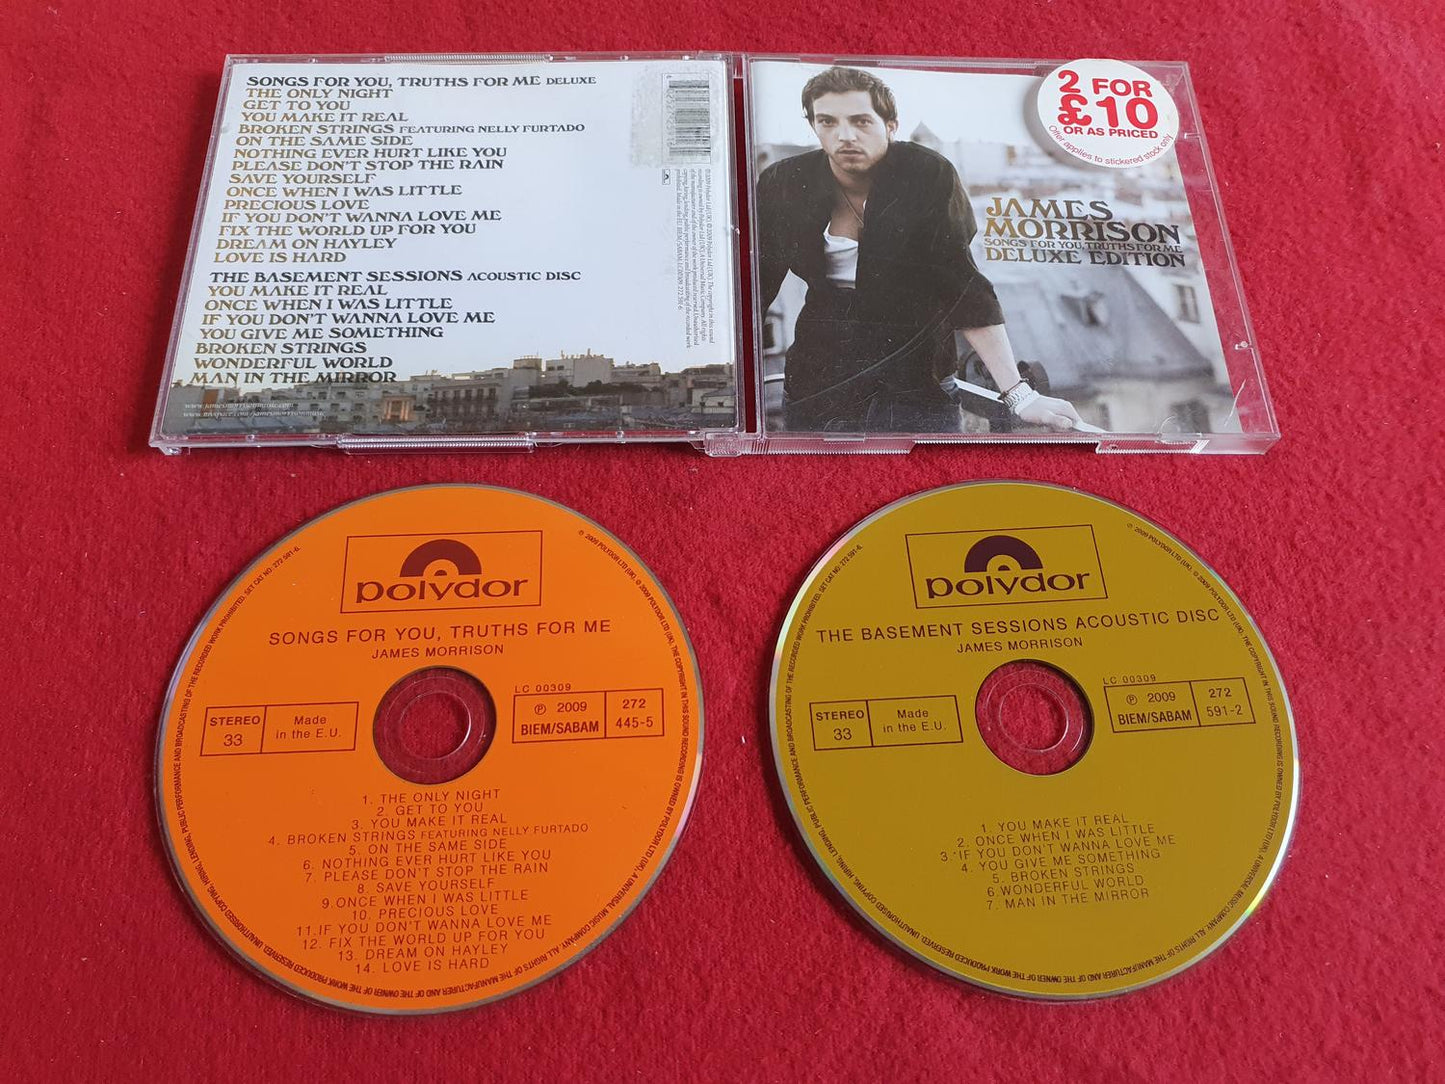 SONGS FOR YOU, TRUTHS FOR ME DELUXE
THE ONLY NIGHT
GET TO YOU
YOU MAKE IT REAL
BROKEN STRINGS FEATURING NELLY FURTADO
ON THE SAME SIDE
NOTHING EVER HURT LIKE YOU
PLEASE DON'T STOP THE RAIN
SAVE YOURSELF
ONCE WHEN I WAS LITTLE
PRECIOUS LOVE
IF YOU DON'T WANNA LOVE ME
FIX THE WORLD UP FOR YOU
DREAM ON HAYLEY
LOVE IS HARD
THE BASEMENT SESSIONS ACOUSTIC DISC
YOU MAKE IT REAL
ONCE WHEN I WAS LITTLE
IF YOU DON'T WANNA LOVE ME
YOU GIVE ME SOMETHING
BROKEN STRINGS
WONDERFUL WORLD
MAN IN THE MIRROR
www.jamesmorrisonmusic.com
www.myspace.com/jamesmorrisonmusic
2 FOR
£10
OR AS PRICED
Offer applies to stickered stock only
JAMES
MORRISON
SONGS FOR YOU, TRUTHS FOR ME
DELUXE EDITION
polydor
SONGS FOR YOU, TRUTHS FOR ME
JAMES MORRISON
LC 00309
STEREO
33
Made
in the E.U.
℗ 2009
BIEM/SABAM
272
445-5
1. THE ONLY NIGHT
2. GET TO YOU
3. YOU MAKE IT REAL
4. BROKEN STRINGS FEATURING NELLY FURTADO
5. ON THE SAME SIDE
6. NOTHING EVER HURT LIKE YOU
7. PLEASE DON'T STOP THE RAIN
8. SAVE YOURSELF
9.ONCE WHEN I WAS LITTLE
10. PRECIOUS LOVE
11.IF YOU DON'T WANNA LOVE ME
12. FIX THE WORLD UP FOR YOU
13. DREAM ON HAYLEY
14. LOVE IS HARD
polydor
THE BASEMENT SESSIONS ACOUSTIC DISC
JAMES MORRISON
LC 00309
STEREO
33
Made
in the E.U.
℗ 2009
BIEM/SABAM
272
591-2
1. YOU MAKE IT REAL
2. ONCE WHEN I WAS LITTLE
3. IF YOU DON'T WANNA LOVE ME
4. YOU GIVE ME SOMETHING
5. BROKEN STRINGS
6.WONDERFUL WORLD
7. MAN IN THE MIRROR